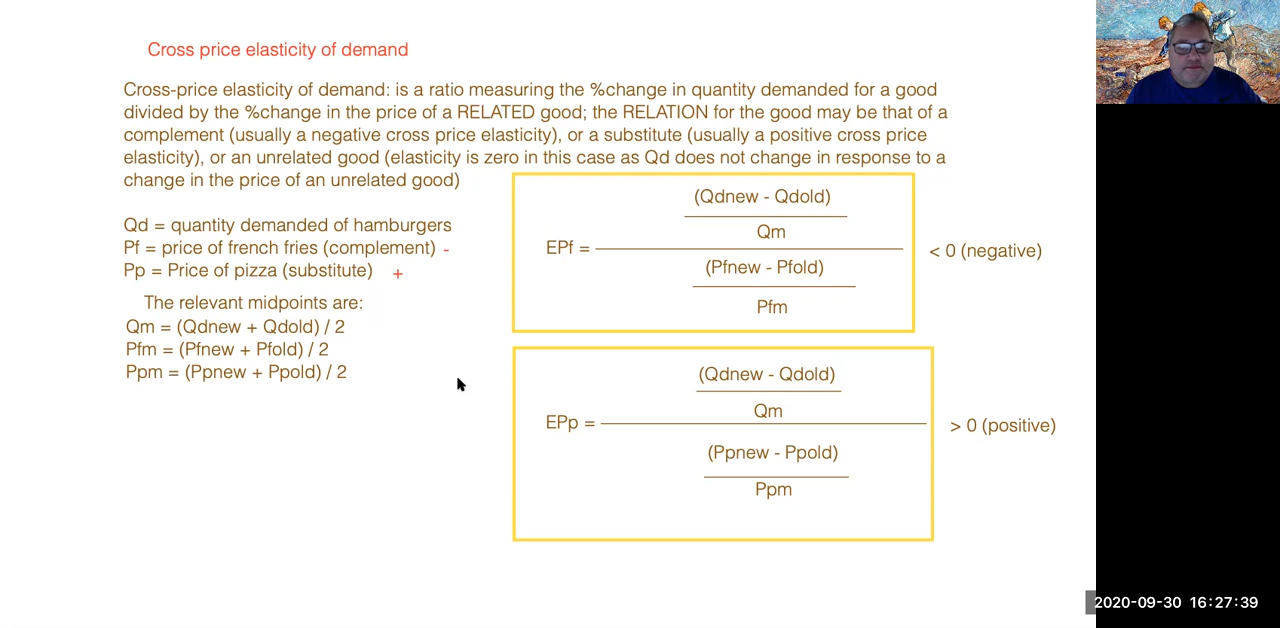 Cross price elasticity of demand
Cross-price elasticity of demand: is a ratio measuring the %change in quantity demanded for a good
divided by the %change in the price of a RELATED good; the RELATION for the good may be that of a
complement (usually a negative cross price elasticity), or a substitute (usually a positive cross price
elasticity), or an unrelated good (elasticity is zero in this case as Qd does not change in response to a
change in the price of an unrelated good)
Qd = quantity demanded of hamburgers
Pf = price of french fries (complement) -
Pp = Price of pizza (substitute) +
The relevant midpoints are:
Qm = (Qdnew + Qdold) / 2
Pfm = (Pfnew + Pfold) / 2
Ppm = (Ppnew + Ppold) / 2
(Qdnew - Qdold)
Qm
EPf =
< 0 (negative)
(Pfnew - Pfold)
Pfm
(Qdnew - Qdold)
Qm
EPp =
> 0 (positive)
(Ppnew - Ppold)
Ppm
2020-09-30 16:27:39